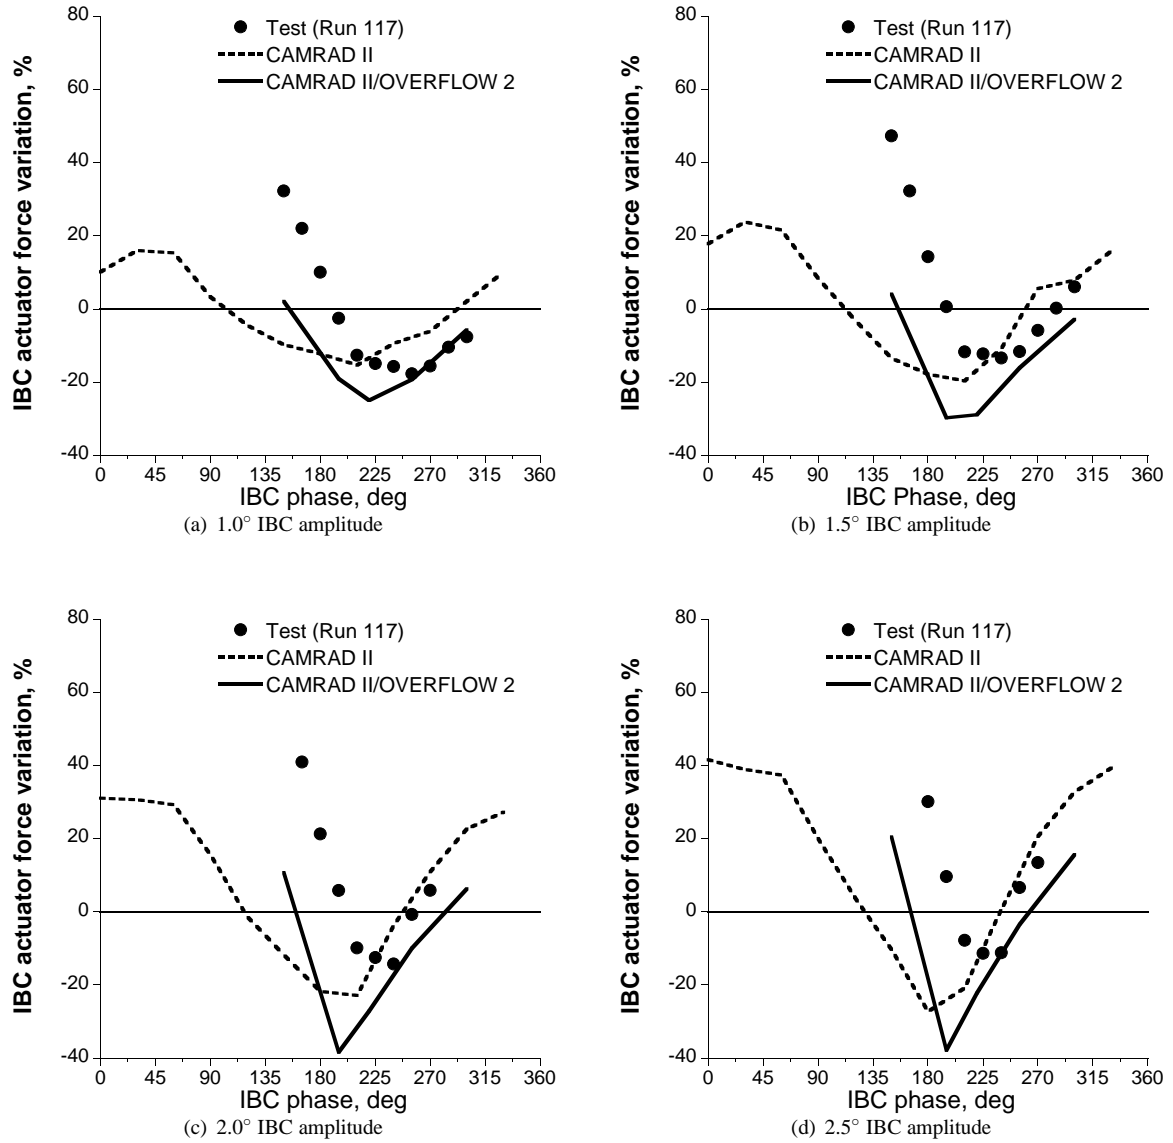 IBC actuator force variation, %
80
60
40
20
0
-20
-40
Test (Run 117)
CAMRAD II
CAMRAD II/OVERFLOW 2
0 45 90 135 180 225 270 315 360
IBC phase, deg
(a) 1.0° IBC amplitude
IBC actuator force variation, %
80
60
40
20
0
-20
-40
Test (Run 117)
CAMRAD II
CAMRAD II/OVERFLOW 2
0 45 90 135 180 225 270 315 360
IBC Phase, deg
(b) 1.5° IBC amplitude
IBC actuator force variation, %
80
60
40
20
0
-20
-40
Test (Run 117)
CAMRAD II
CAMRAD II/OVERFLOW 2
0 45 90 135 180 225 270 315 360
IBC phase, deg
(c) 2.0° IBC amplitude
IBC actuator force variation, %
80
60
40
20
0
-20
-40
Test (Run 117)
CAMRAD II
CAMRAD II/OVERFLOW 2
0 45 90 135 180 225 270 315 360
IBC phase, deg
(d) 2.5° IBC amplitude